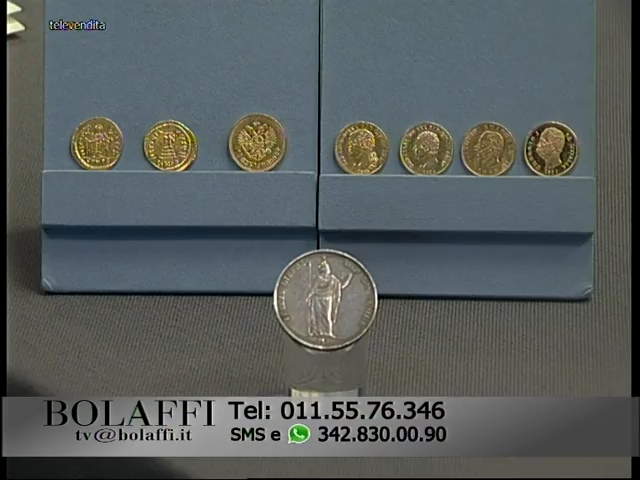 televendita
BOLAFFI
tv@bolaffi.it
Tel: 011.55.76.346
SMS e 342.830.00.90